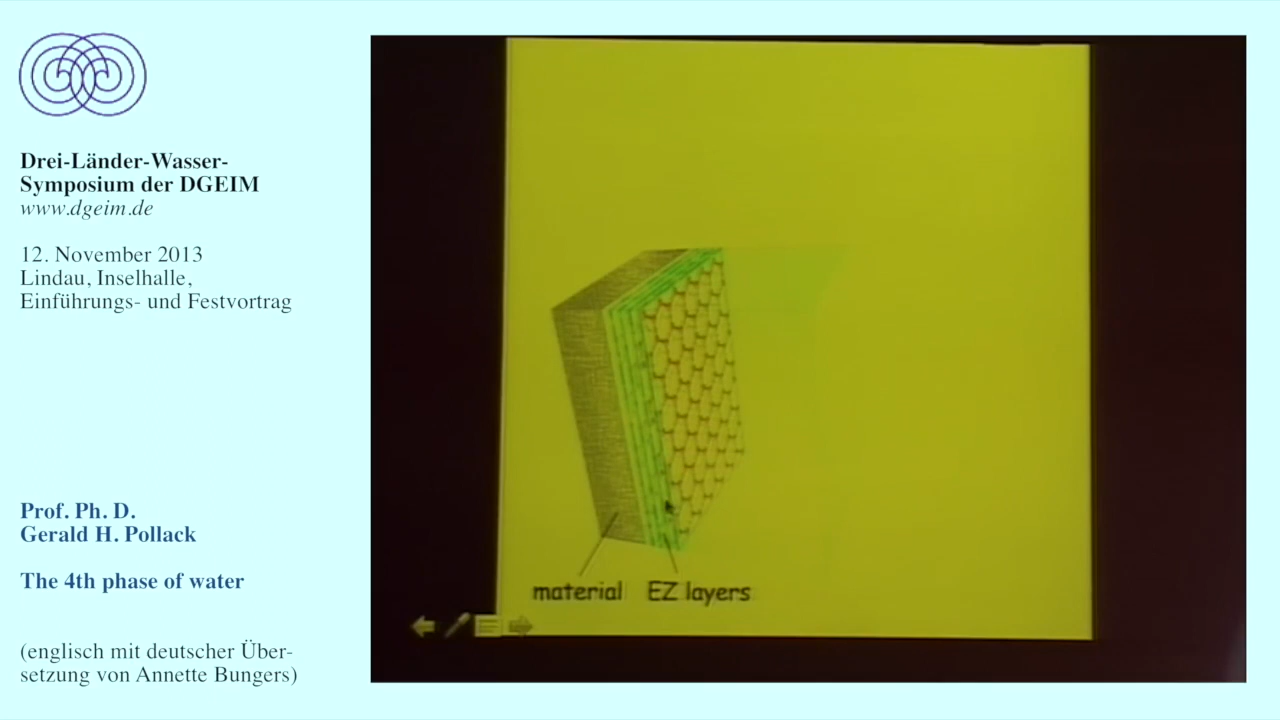 Drei-Länder-Wasser-
Symposium der DGEIM
www.dgeim.de
12. November 2013
Lindau, Inselhalle,
Einführungs- und Festvortrag
Prof. Ph. D.
Gerald H. Pollack
The 4th phase of water
(englisch mit deutscher Über-
setzung von Annette Bungers)
material
EZ layers